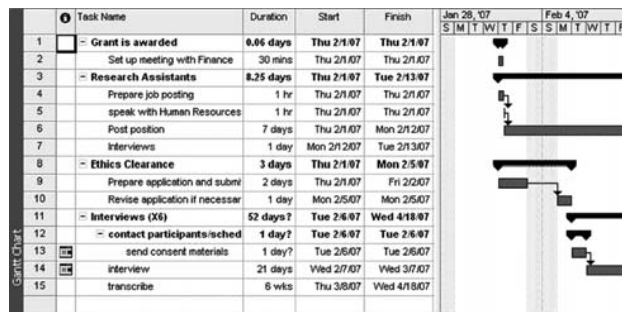 Task Name Duration Start Finish Jan 28, '07 Feb 4, '07
S M T W T F S S M T W T F
1 Grant is awarded 0.06 days Thu 2/1/07 Thu 2/1/07
2 Set up meeting with Finance 30 mins Thu 2/1/07 Thu 2/1/07
3 Research Assistants 8.25 days Thu 2/1/07 Tue 2/13/07
4 Prepare job posting 1 hr Thu 2/1/07 Thu 2/1/07
5 speak with Human Resources 1 hr Thu 2/1/07 Thu 2/1/07
6 Post position 7 days Thu 2/1/07 Mon 2/12/07
7 Interviews 1 day Mon 2/12/07 Tue 2/13/07
8 Ethics Clearance 3 days Thu 2/1/07 Mon 2/5/07
9 Prepare application and submi 2 days Thu 2/1/07 Fri 2/2/07
10 Revise application if necessar 1 day Mon 2/5/07 Mon 2/5/07
11 Interviews (X6) 52 days? Tue 2/6/07 Wed 4/18/07
12 contact participants/sched 1 day? Tue 2/6/07 Tue 2/6/07
13 send consent materials 1 day? Tue 2/6/07 Tue 2/6/07
14 interview 21 days Wed 2/7/07 Wed 3/7/07
15 transcribe 6 wks Thu 3/8/07 Wed 4/18/07
Gantt Chart